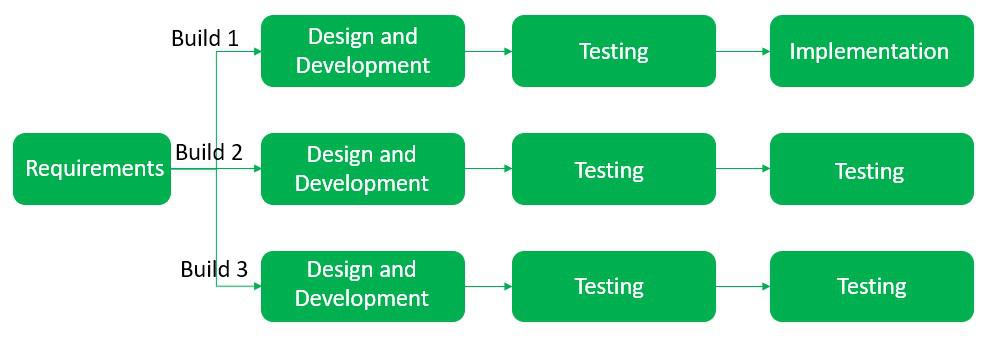 Build 1
Design and
Development
Testing
Implementation
Requirements
Build 2
Design and
Development
Testing
Testing
Build 3
Design and
Development
Testing
Testing